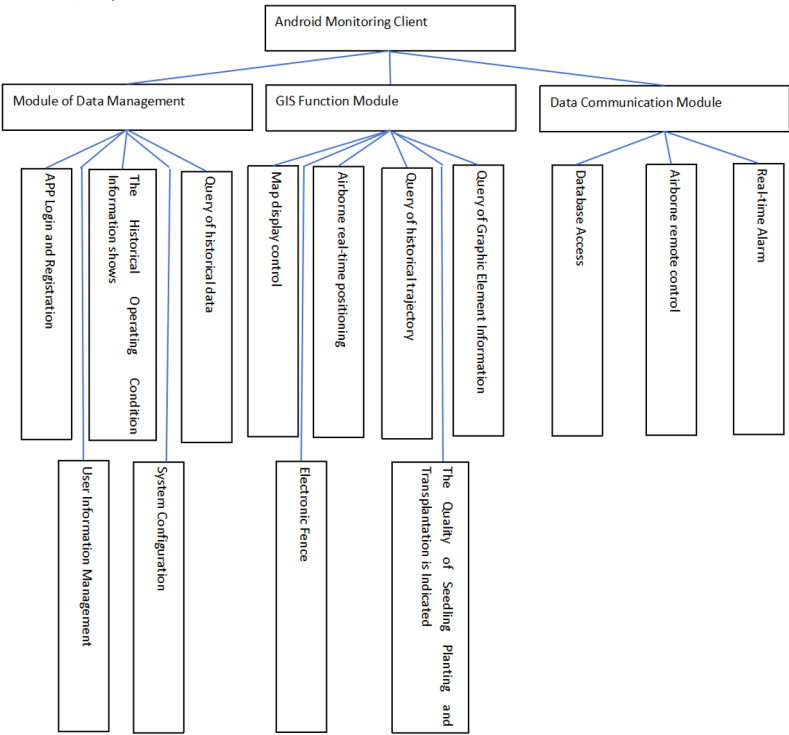 Android Monitoring Client
Module of Data Management
GIS Function Module
Data Communication Module
APP Login and Registration
The Historical Operating Condition
Information shows
Query of historical data
Map display control
Airborne real-time positioning
Query of historical trajectory
Query of Graphic Element Information
Database Access
Airborne remote control
Real-time Alarm
User Information Management
System Configuration
Electronic Fence
The Quality of Seedling Planting and
Transplantation is Indicated